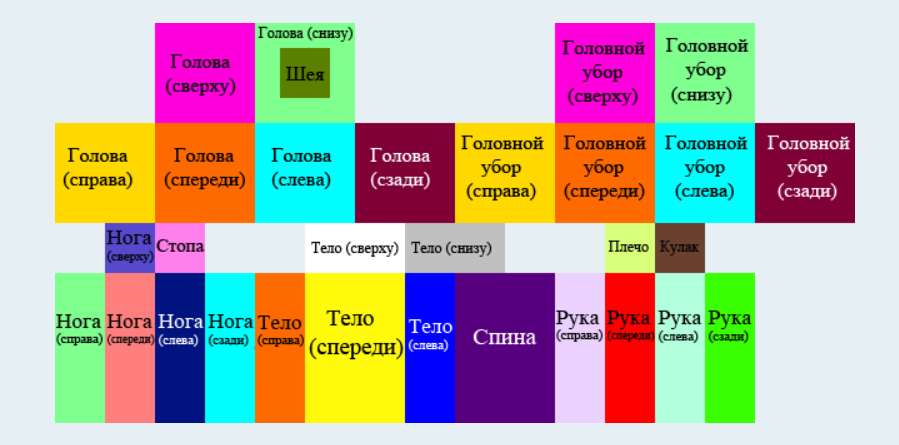 Голова
(сверху)
Голова (снизу)
Шея
Головной
убор
(сверху)
Головной
убор
(снизу)
Голова
(справа)
Голова
(спереди)
Голова
(слева)
Голова
(сзади)
Головной
убор
(справа)
Головной
убор
(спереди)
Головной
убор
(слева)
Головной
убор
(сзади)
Нога
(сверху)
Стопа
Тело (сверху)
Тело (снизу)
Плечо
Кулак
Нога
(справа)
Нога
(спереди)
Нога
(слева)
Нога
(сзади)
Тело
(справа)
Тело
(спереди)
Тело
(слева)
Спина
Рука
(справа)
Рука
(спереди)
Рука
(слева)
Рука
(сзади)